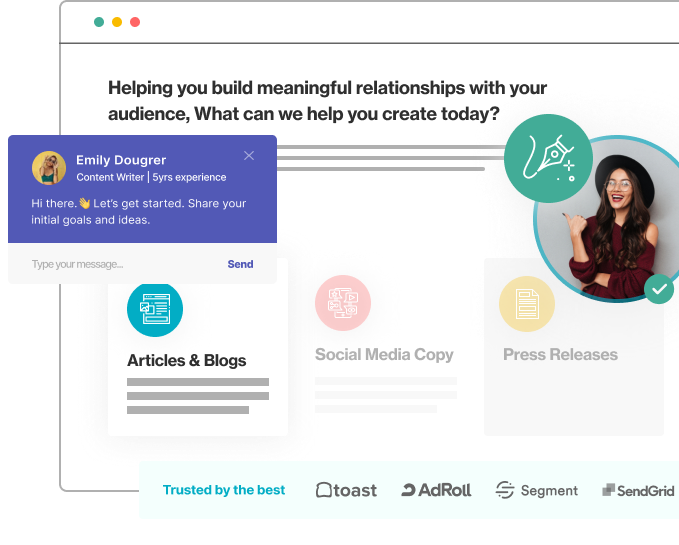 Helping you build meaningful relationships with your
audience, What can we help you create today?
Emily Dougrer
Content Writer | 5yrs experience
Hi there.👋 Let's get started. Share your
initial goals and ideas.
Type your message...
Send
Articles & Blogs
Social Media Copy
Press Releases
Trusted by the best
toast
AdRoll
Segment
SendGrid